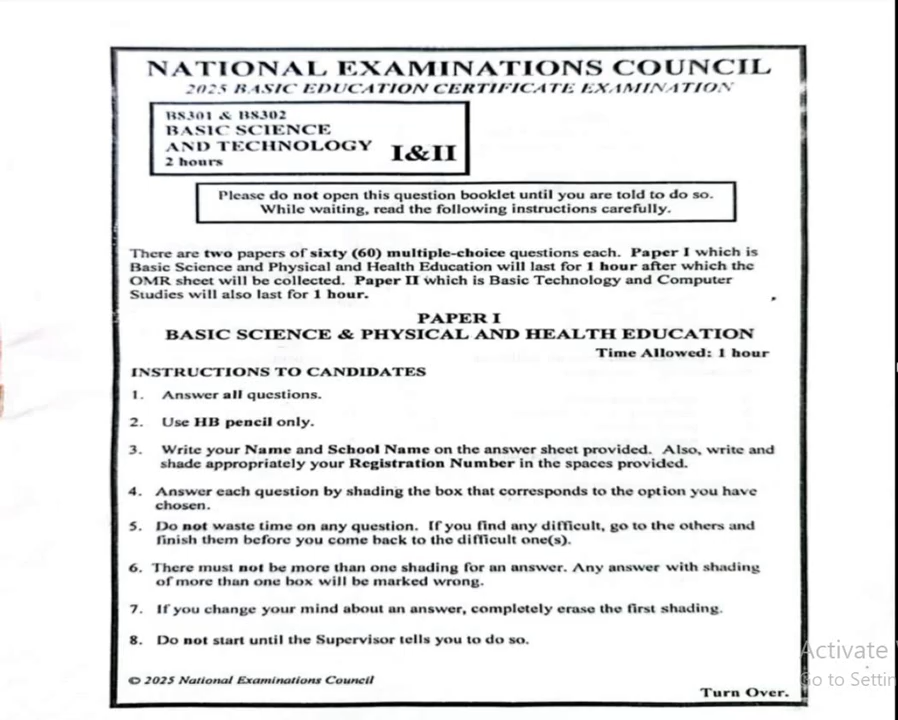 NATIONAL EXAMINATIONS COUNCIL
2025 BASIC EDUCATION CERTIFICATE EXAMINATION
BS301 & BS302
BASIC SCIENCE
AND TECHNOLOGY I&II
2 hours
Please do not open this question booklet until you are told to do so.
While waiting, read the following instructions carefully.
There are two papers of sixty (60) multiple-choice questions each. Paper I which is
Basic Science and Physical and Health Education will last for 1 hour after which the
OMR sheet will be collected. Paper II which is Basic Technology and Computer
Studies will also last for 1 hour.
PAPER I
BASIC SCIENCE & PHYSICAL AND HEALTH EDUCATION
Time Allowed: 1 hour
INSTRUCTIONS TO CANDIDATES
1. Answer all questions.
2. Use HB pencil only.
3. Write your Name and School Name on the answer sheet provided. Also, write and
shade appropriately your Registration Number in the spaces provided.
4. Answer each question by shading the box that corresponds to the option you have
chosen.
5. Do not waste time on any question. If you find any difficult, go to the others and
finish them before you come back to the difficult one(s).
6. There must not be more than one shading for an answer. Any answer with shading
of more than one box will be marked wrong.
7. If you change your mind about an answer, completely erase the first shading.
8. Do not start until the Supervisor tells you to do so.
© 2025 National Examinations Council
Turn Over.
Activate
Go to Settin